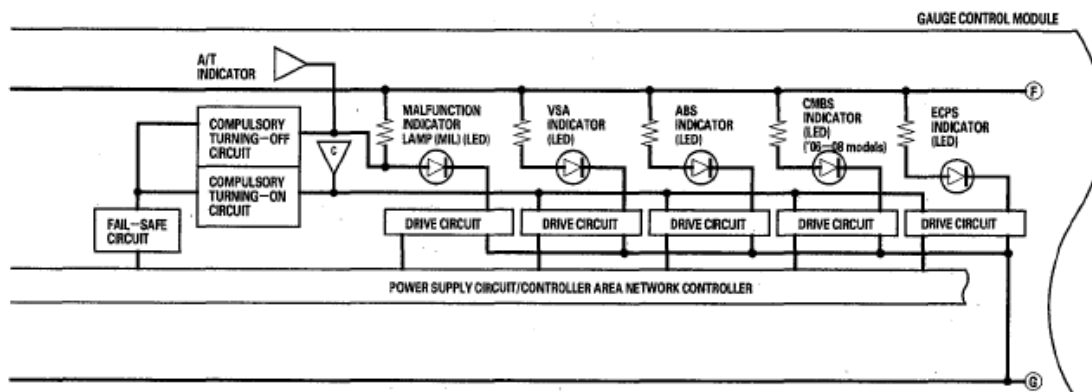 GAUGE CONTROL MODULE
A/T
INDICATOR
F
COMPULSORY
TURNING-OFF
CIRCUIT
MALFUNCTION
INDICATOR
LAMP (MIL) (LED)
VSA
INDICATOR
(LED)
ABS
INDICATOR
(LED)
CMBS
INDICATOR
(LED)
('06-08 models)
ECPS
INDICATOR
(LED)
C
COMPULSORY
TURNING-ON
CIRCUIT
FAIL-SAFE
CIRCUIT
DRIVE CIRCUIT
DRIVE CIRCUIT
DRIVE CIRCUIT
DRIVE CIRCUIT
DRIVE CIRCUIT
POWER SUPPLY CIRCUIT/CONTROLLER AREA NETWORK CONTROLLER
G